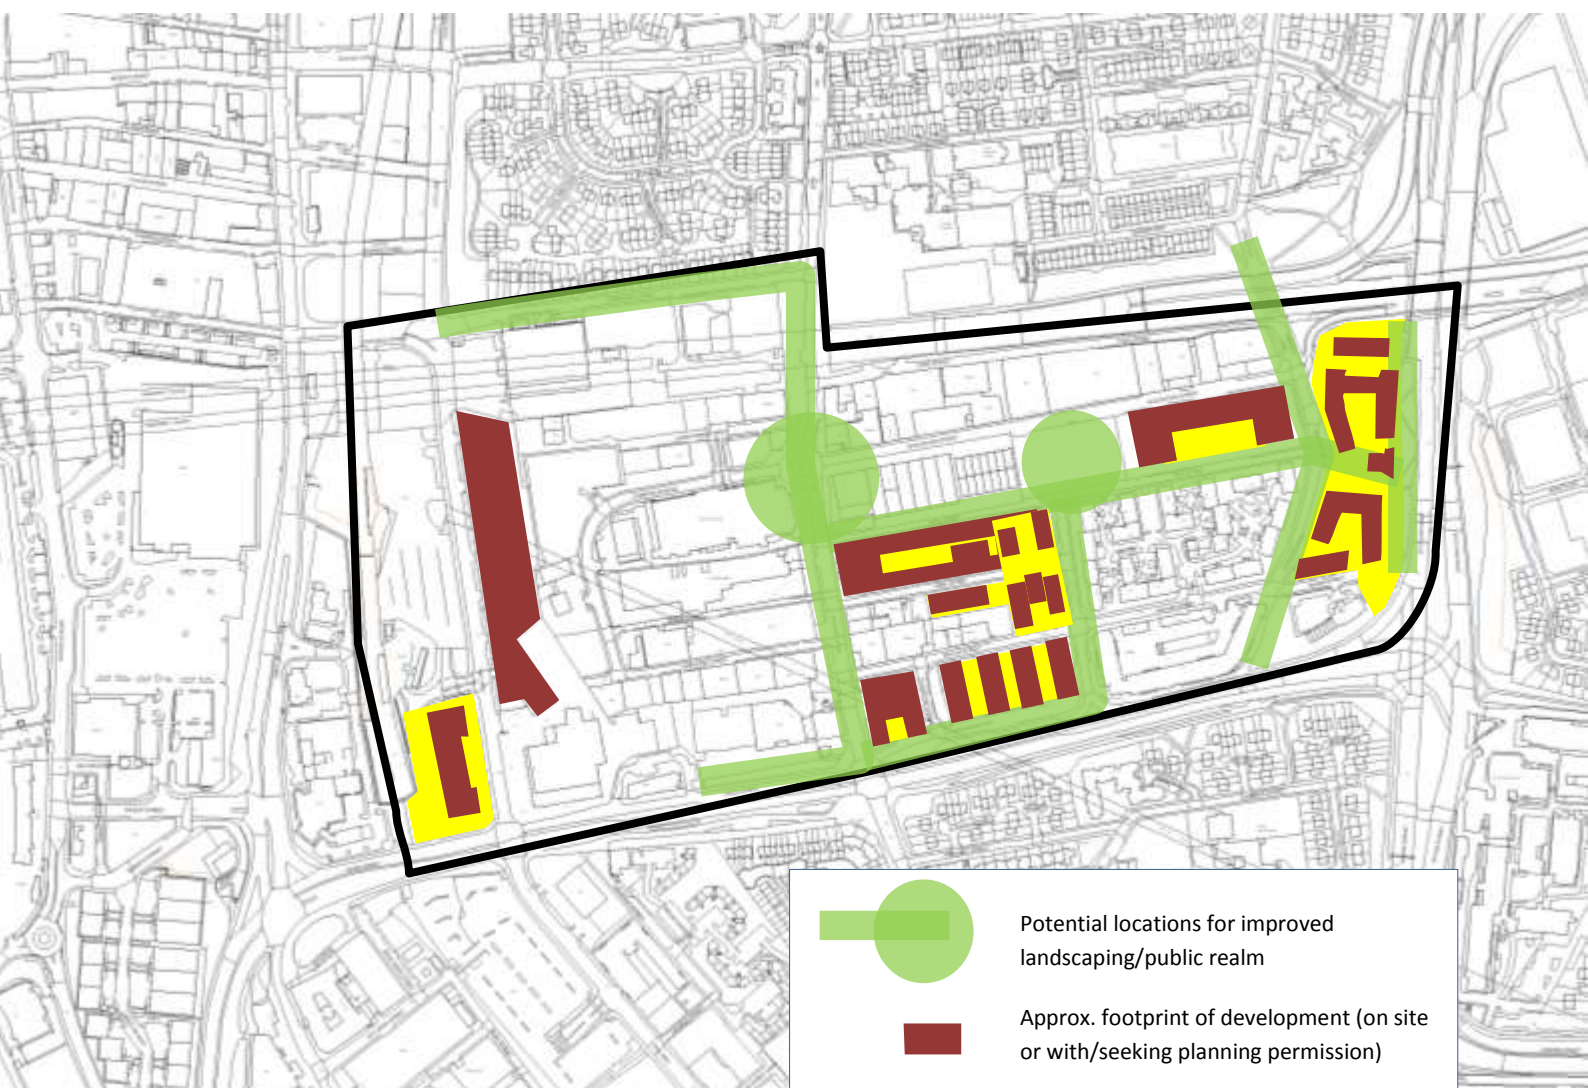 Potential locations for improved
landscaping/public realm
Approx. footprint of development (on site
or with/seeking planning permission)